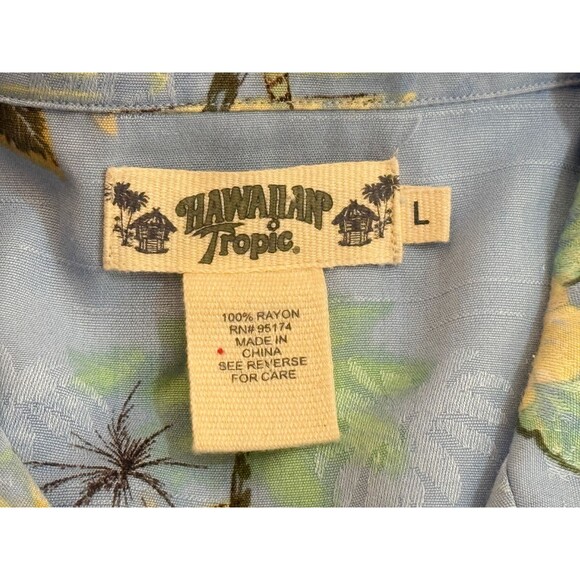 HAWAIIAN
Tropic®
L
100% RAYON
RN# 95174
MADE IN
CHINA
SEE REVERSE
FOR CARE